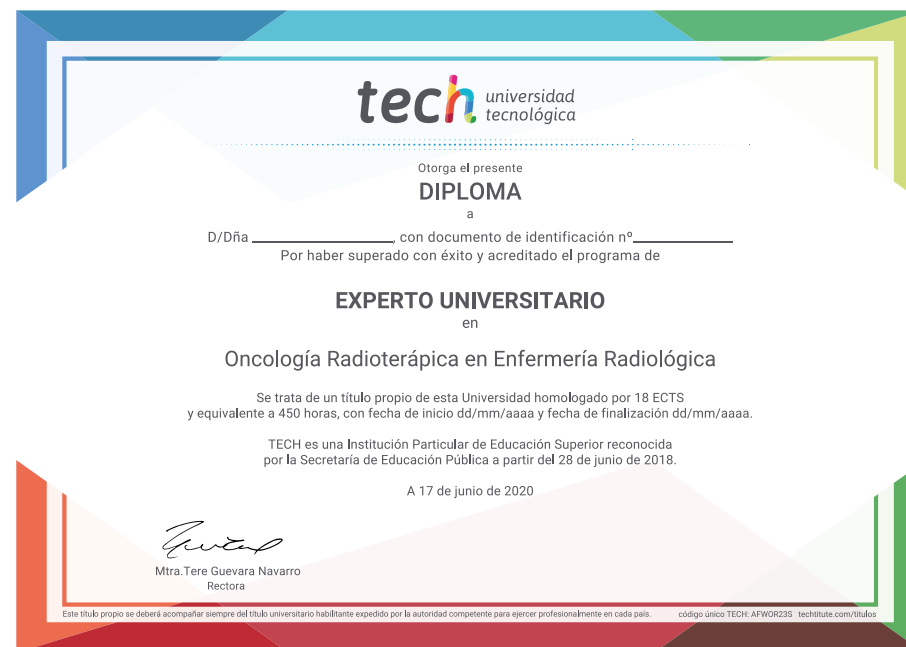 tech universidad
tecnológica
Otorga el presente
DIPLOMA
a
D/Dña ____________________, con documento de identificación nº______________
Por haber superado con éxito y acreditado el programa de
EXPERTO UNIVERSITARIO
en
Oncología Radioterápica en Enfermería Radiológica
Se trata de un título propio de esta Universidad homologado por 18 ECTS
y equivalente a 450 horas, con fecha de inicio dd/mm/aaaa y fecha de finalización dd/mm/aaaa.
TECH es una Institución Particular de Educación Superior reconocida
por la Secretaría de Educación Pública a partir del 28 de junio de 2018.
A 17 de junio de 2020
Mtra.Tere Guevara Navarro
Rectora
Este título propio se deberá acompañar siempre del título universitario habilitante expedido por la autoridad competente para ejercer profesionalmente en cada país. código único TECH: AFWOR23S techtitute.com/titulos